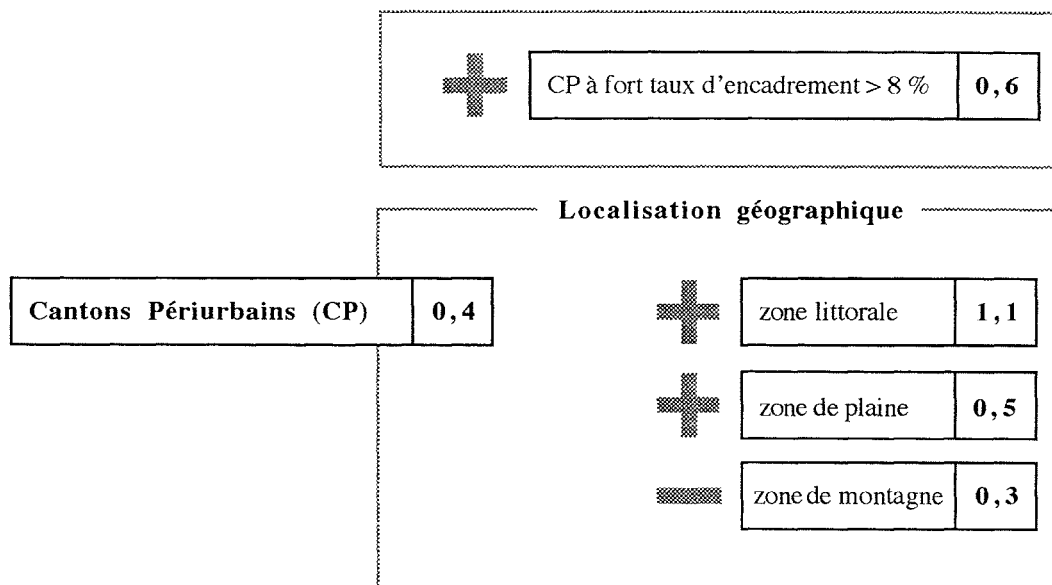 CP à fort taux d'encadrement > 8 % 0,6
Localisation géographique
Cantons Périurbains (CP) 0,4
zone littorale 1,1
zone de plaine 0,5
zone de montagne 0,3